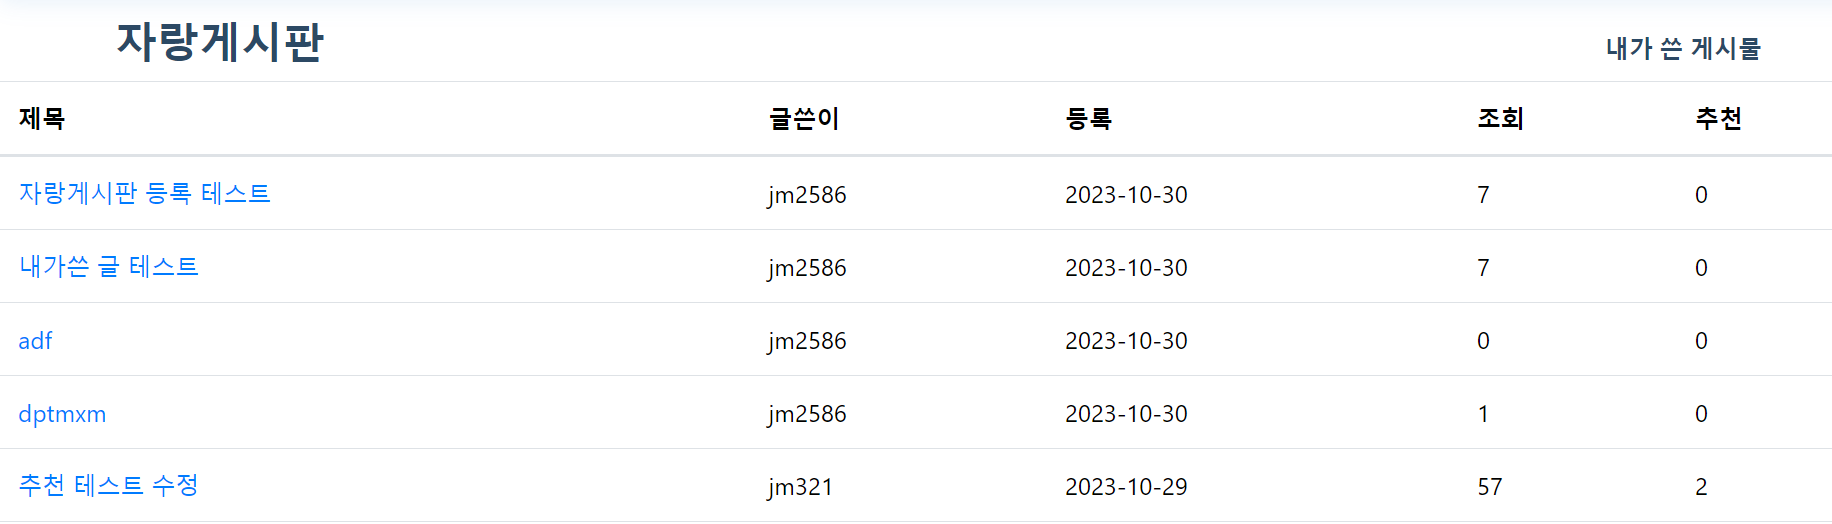 자랑게시판 내가 쓴 게시물
제목 글쓴이 등록 조회 추천
자랑게시판 등록 테스트 jm2586 2023-10-30 7 0
내가쓴 글 테스트 jm2586 2023-10-30 7 0
adf jm2586 2023-10-30 0 0
dptmxm jm2586 2023-10-30 1 0
추천 테스트 수정 jm321 2023-10-29 57 2